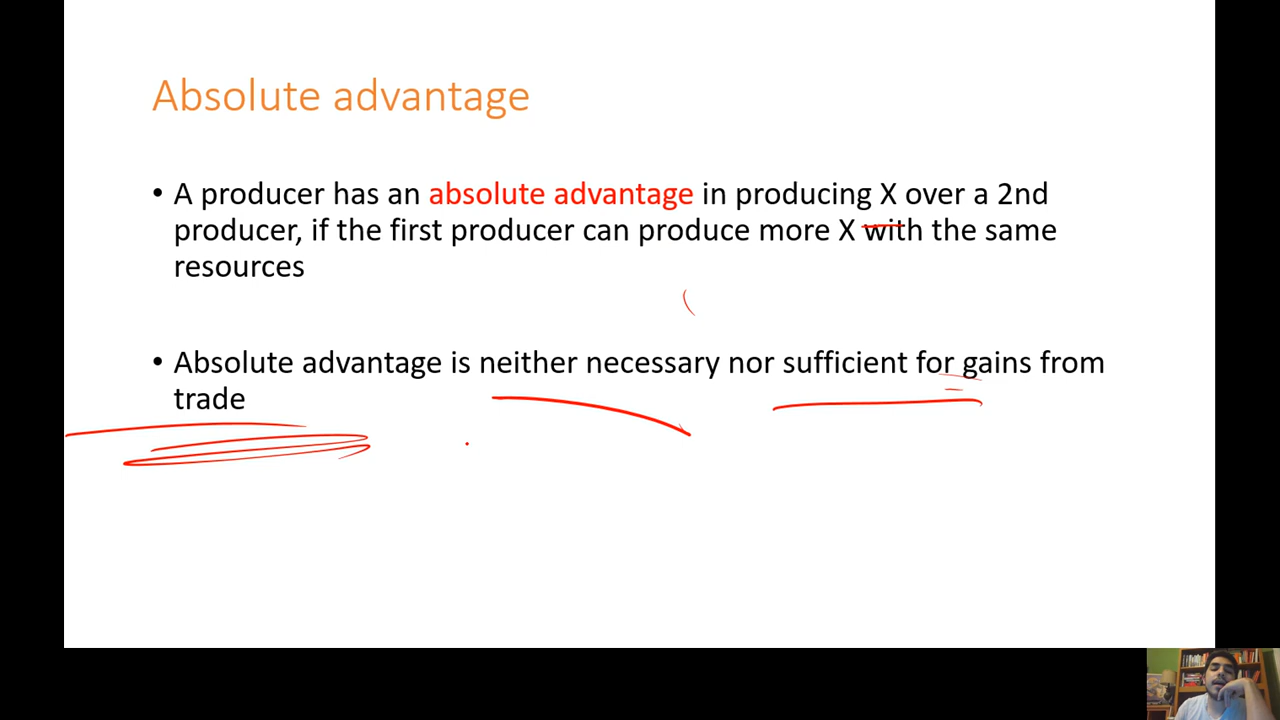 Absolute advantage
• A producer has an absolute advantage in producing X over a 2nd
producer, if the first producer can produce more X with the same
resources
• Absolute advantage is neither necessary nor sufficient for gains from
trade